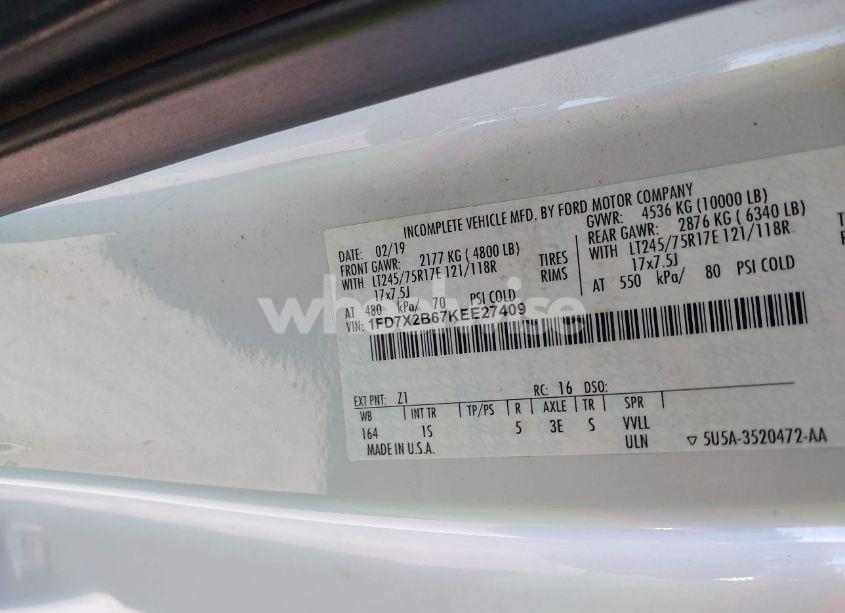 INCOMPLETE VEHICLE MFD. BY FORD MOTOR COMPANY
DATE: 02/19 GVWR: 4536 KG (10000 LB)
FRONT GAWR: 2177 KG ( 4800 LB) REAR GAWR: 2876 KG ( 6340 LB)
WITH LT245/75R17E 121/118R TIRES WITH LT245/75R17E 121/118R
17x7.5J RIMS 17x7.5J
AT 480 kPa/ 70 PSI COLD AT 550 kPa/ 80 PSI COLD
VIN: 1FD7X2B67KEE27409
wheelwise
EXT PNT: Z1 RC: 16 DSO:
WB INT TR TP/PS R AXLE TR SPR
164 1S 5 3E S VVLL
MADE IN U.S.A. ULN ▽ 5U5A-3520472-AA